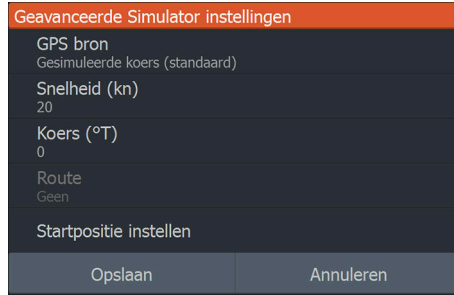 Geavanceerde Simulator instellingen
GPS bron
Gesimuleerde koers (standaard)
Snelheid (kn)
20
Koers (°T)
0
Route
Geen
Startpositie instellen
Opslaan
Annuleren